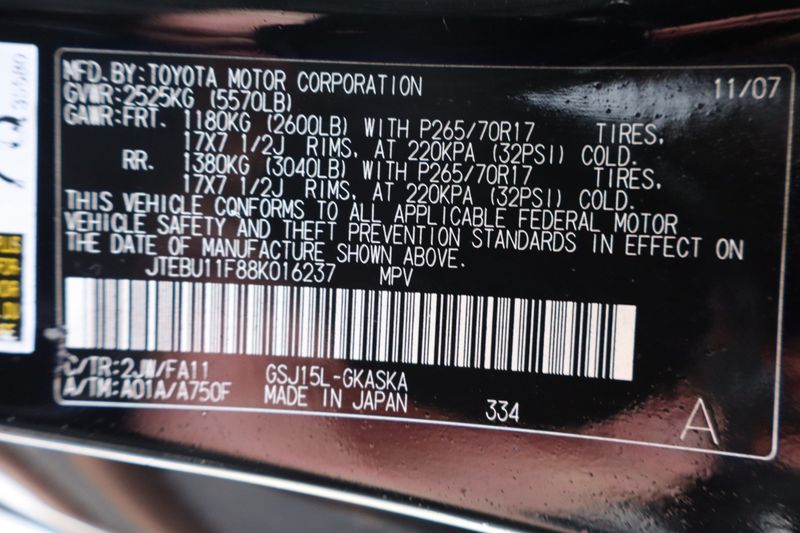 MFD.BY:TOYOTA MOTOR CORPORATION 11/07
GVWR:2525KG (5570LB)
GAWR:FRT. 1180KG (2600LB) WITH P265/70R17 TIRES,
17X7 1/2J RIMS, AT 220KPA (32PSI) COLD.
RR. 1380KG (3040LB) WITH P265/70R17 TIRES,
17X7 1/2J RIMS, AT 220KPA (32PSI) COLD.
THIS VEHICLE CONFORMS TO ALL APPLICABLE FEDERAL MOTOR
VEHICLE SAFETY AND THEFT PREVENTION STANDARDS IN EFFECT ON
THE DATE OF MANUFACTURE SHOWN ABOVE.
JTEBU11F88K016237 MPV
C/TR:2JW/FA11 GSJ15L-GKASKA
A/TM:A01A/A750F MADE IN JAPAN 334
A